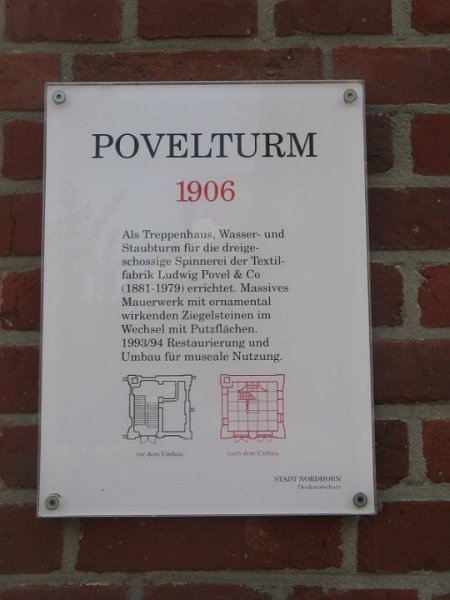 POVELTURM
1906
Als Treppenhaus, Wasser- und
Staubturm für die dreige-
schossige Spinnerei der Textil-
fabrik Ludwig Povel & Co
(1881-1979) errichtet. Massives
Mauerwerk mit ornamental
wirkenden Ziegelsteinen im
Wechsel mit Putzflächen.
1993/94 Restaurierung und
Umbau für museale Nutzung.
vor dem Umbau
nach dem Umbau
STADT NORDHORN
Denkmalschutz